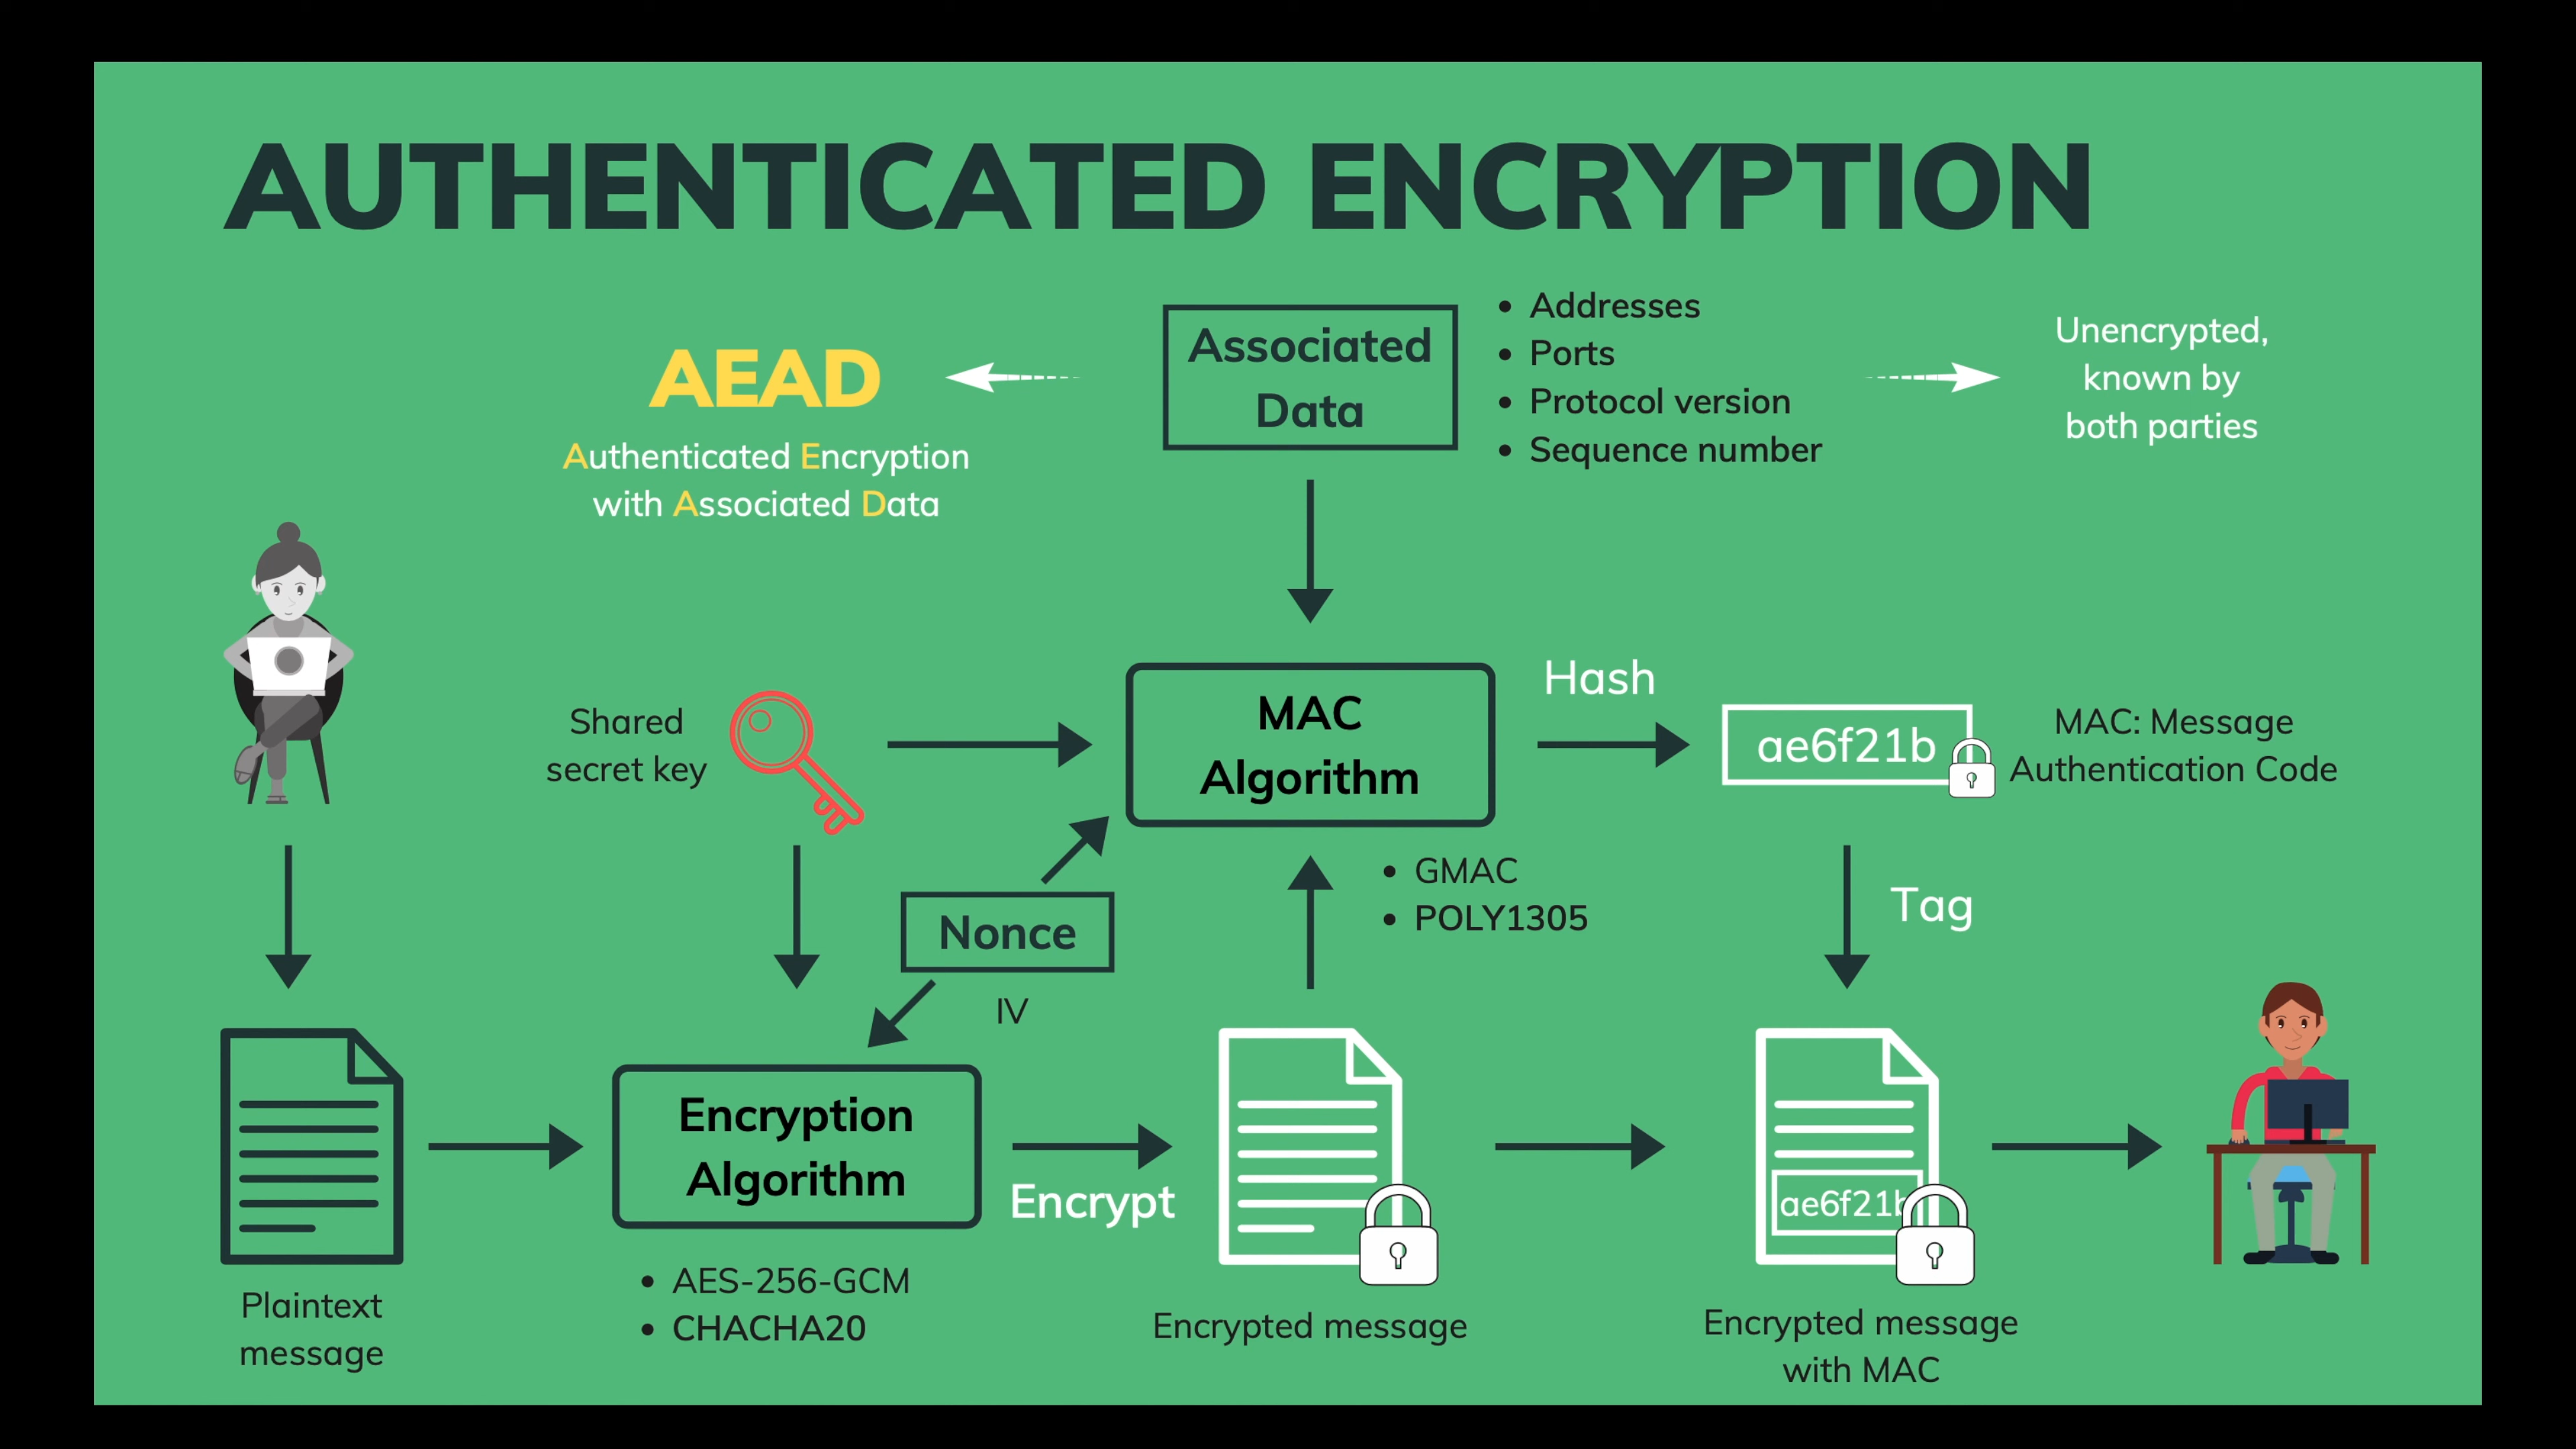 AUTHENTICATED ENCRYPTION
AEAD
Authenticated Encryption
with Associated Data
Associated
Data
• Addresses
• Ports
• Protocol version
• Sequence number
Unencrypted,
known by
both parties
Shared
secret key
MAC
Algorithm
Hash
ae6f21b
MAC: Message
Authentication Code
• GMAC
• POLY1305
Tag
Nonce
IV
Plaintext
message
Encryption
Algorithm
• AES-256-GCM
• CHACHA20
Encrypt
Encrypted message
ae6f21b
Encrypted message
with MAC